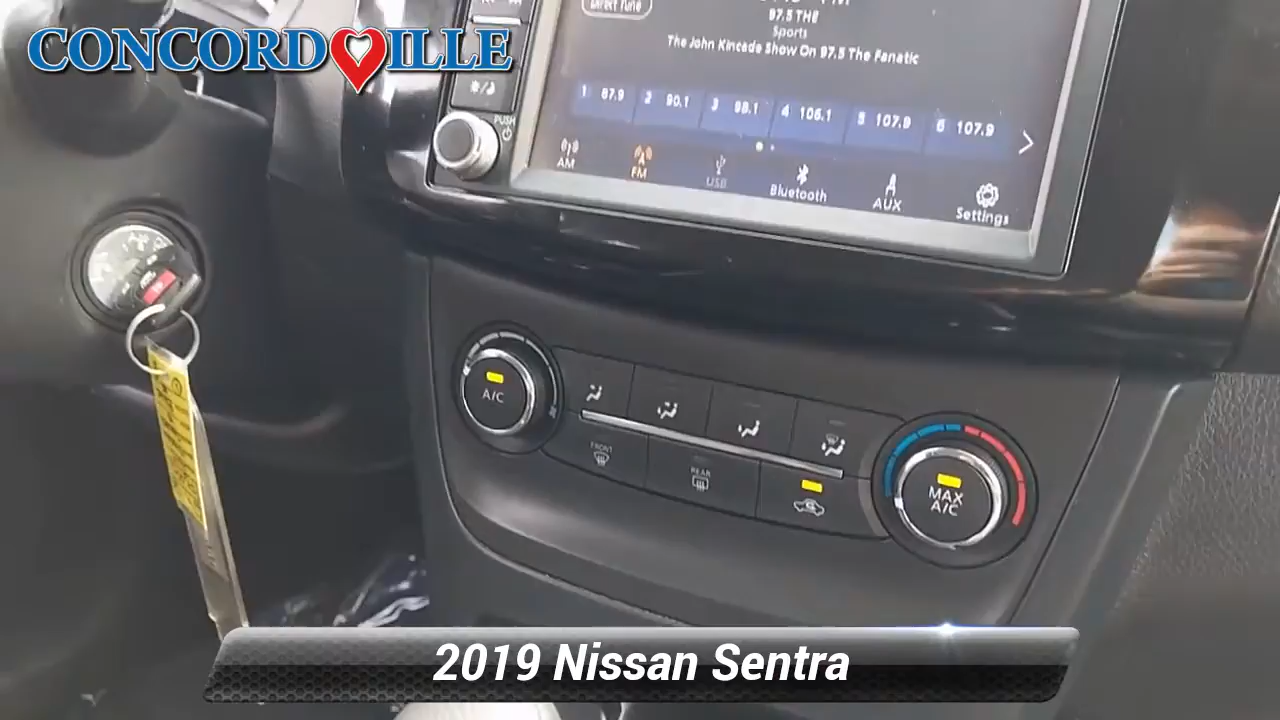 CONCORDVILLE
Direct Tune
97.5 THE
Sports
The John Kincade Show On 97.5 The Fanatic
1 87.9 2 90.1 3 98.1 4 106.1 5 107.9 6 107.9
AM FM USB Bluetooth AUX Settings
PUSH
A/C
FRONT
REAR
MAX
A/C
2019 Nissan Sentra